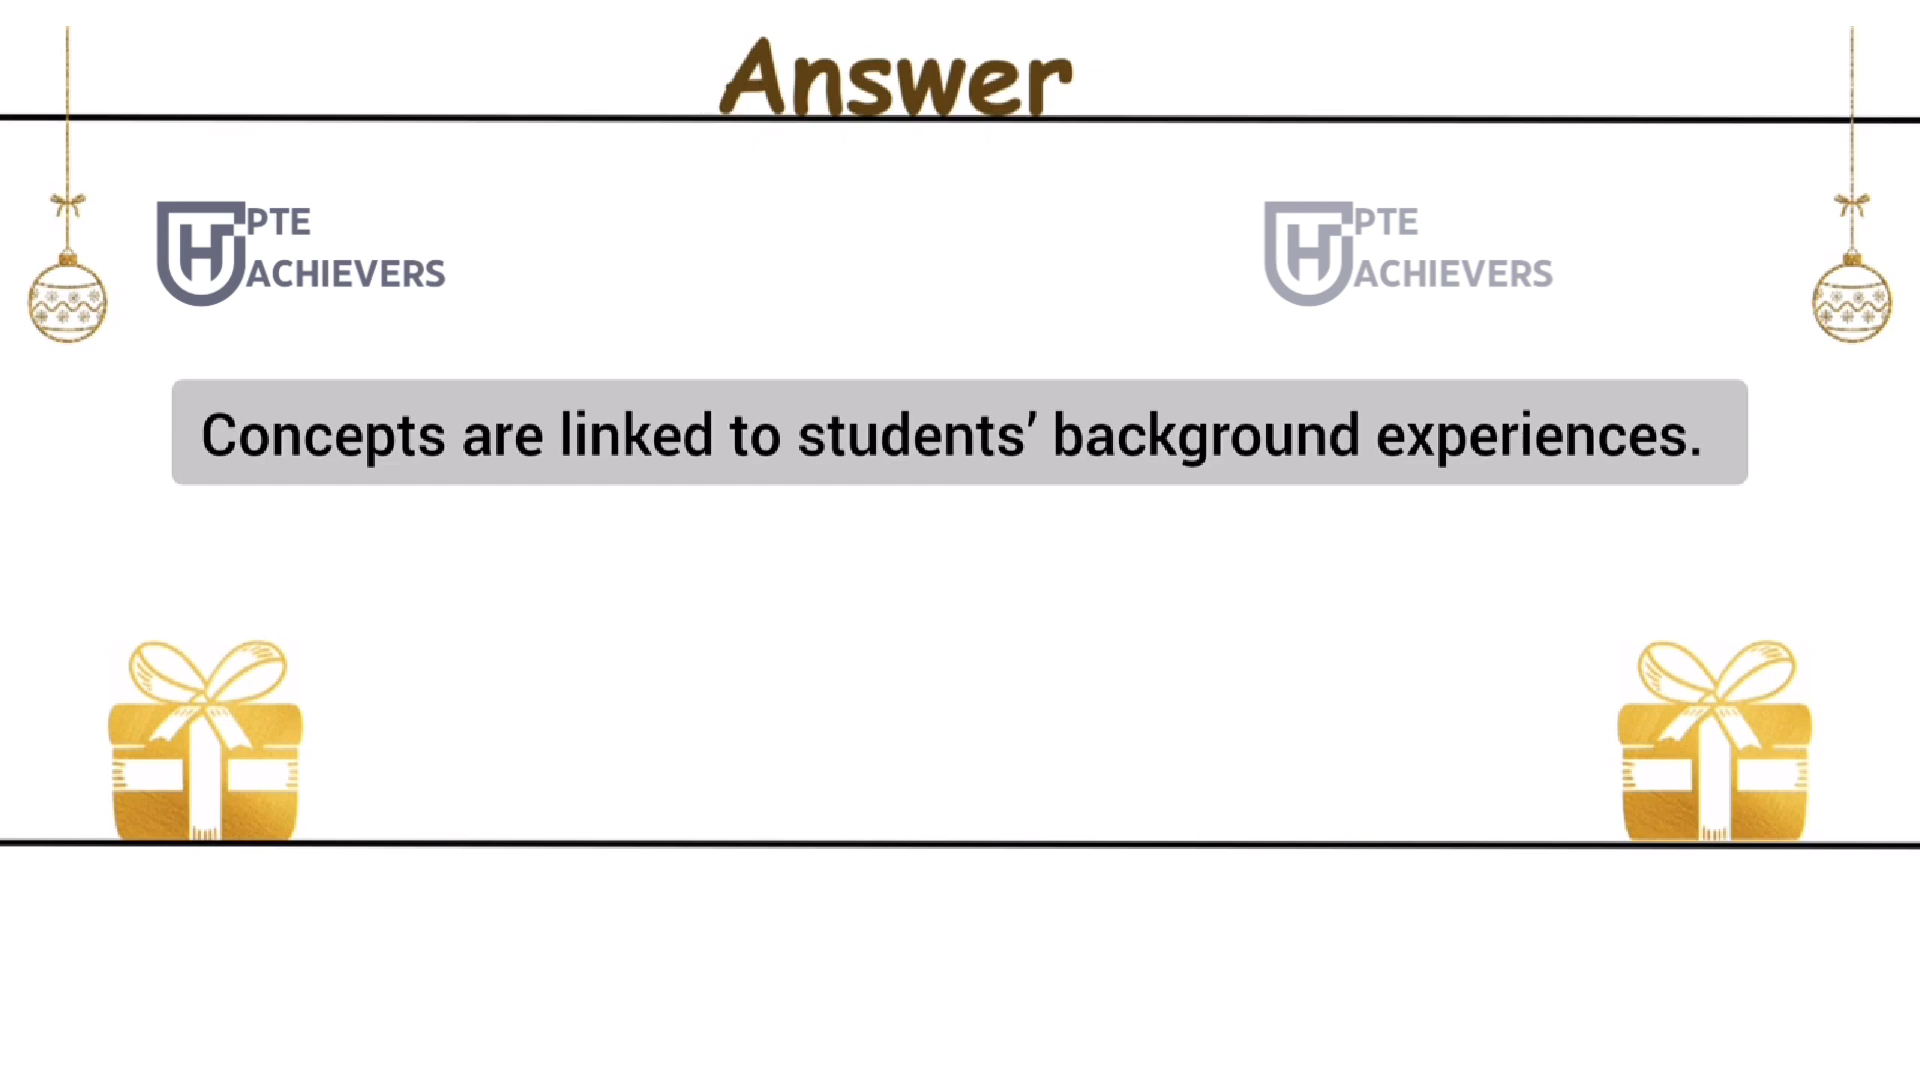 Answer
PTE
ACHIEVERS
PTE
ACHIEVERS
Concepts are linked to students’ background experiences.